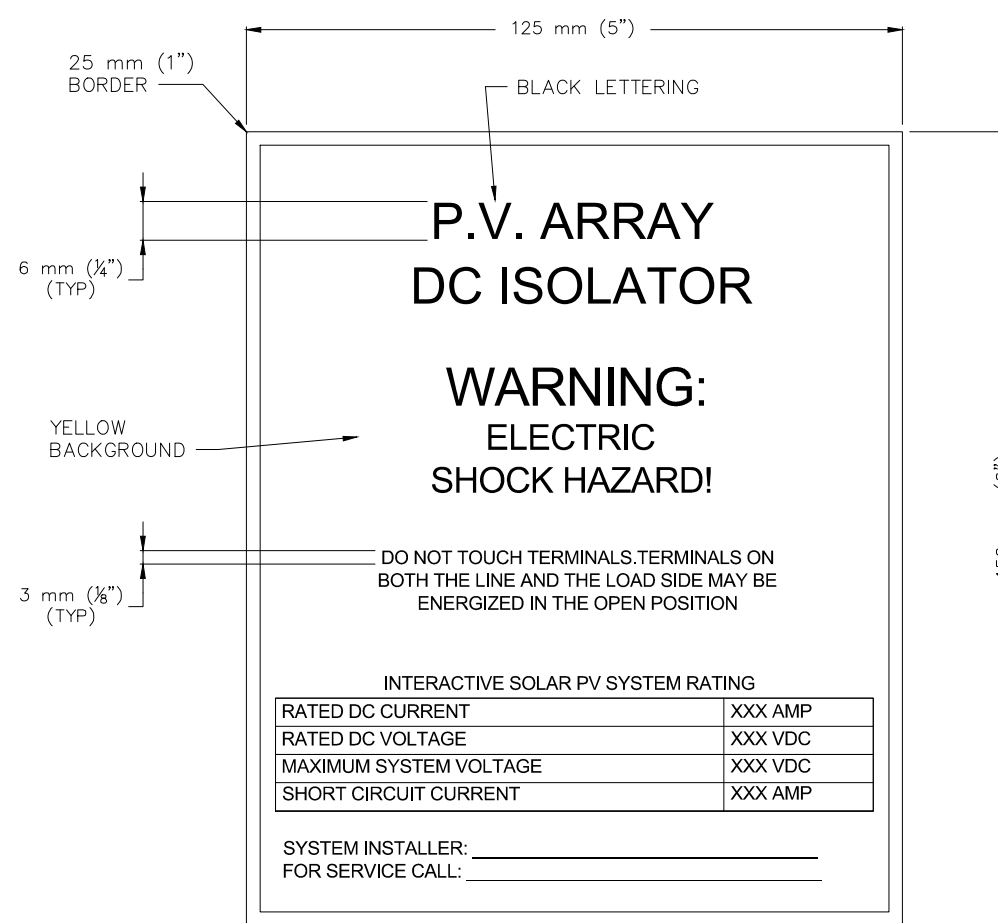 125 mm (5”)
25 mm (1”)
BORDER
BLACK LETTERING
P.V. ARRAY
DC ISOLATOR
6 mm (¼”)
(TYP)
WARNING:
ELECTRIC
SHOCK HAZARD!
YELLOW
BACKGROUND
DO NOT TOUCH TERMINALS.TERMINALS ON
BOTH THE LINE AND THE LOAD SIDE MAY BE
ENERGIZED IN THE OPEN POSITION
3 mm (⅛”)
(TYP)
INTERACTIVE SOLAR PV SYSTEM RATING
RATED DC CURRENT XXX AMP
RATED DC VOLTAGE XXX VDC
MAXIMUM SYSTEM VOLTAGE XXX VDC
SHORT CIRCUIT CURRENT XXX AMP
SYSTEM INSTALLER:
FOR SERVICE CALL: